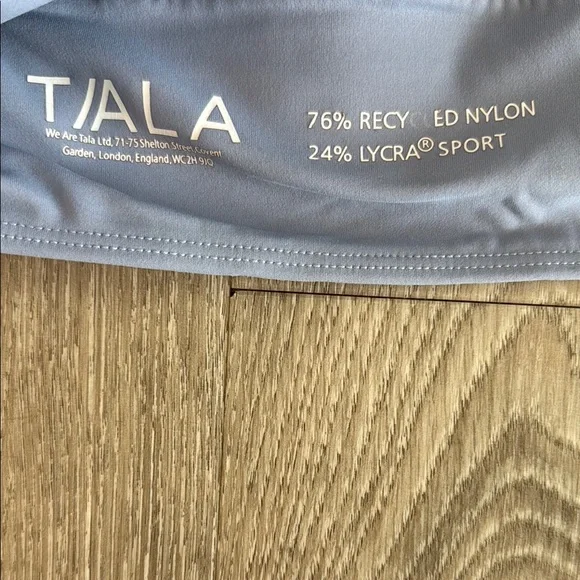 TALA
We Are Tala Ltd, 71-75 Shelton Street, Covent
Garden, London, England, WC2H 9JQ
76% RECY ED NYLON
24% LYCRA® SPORT